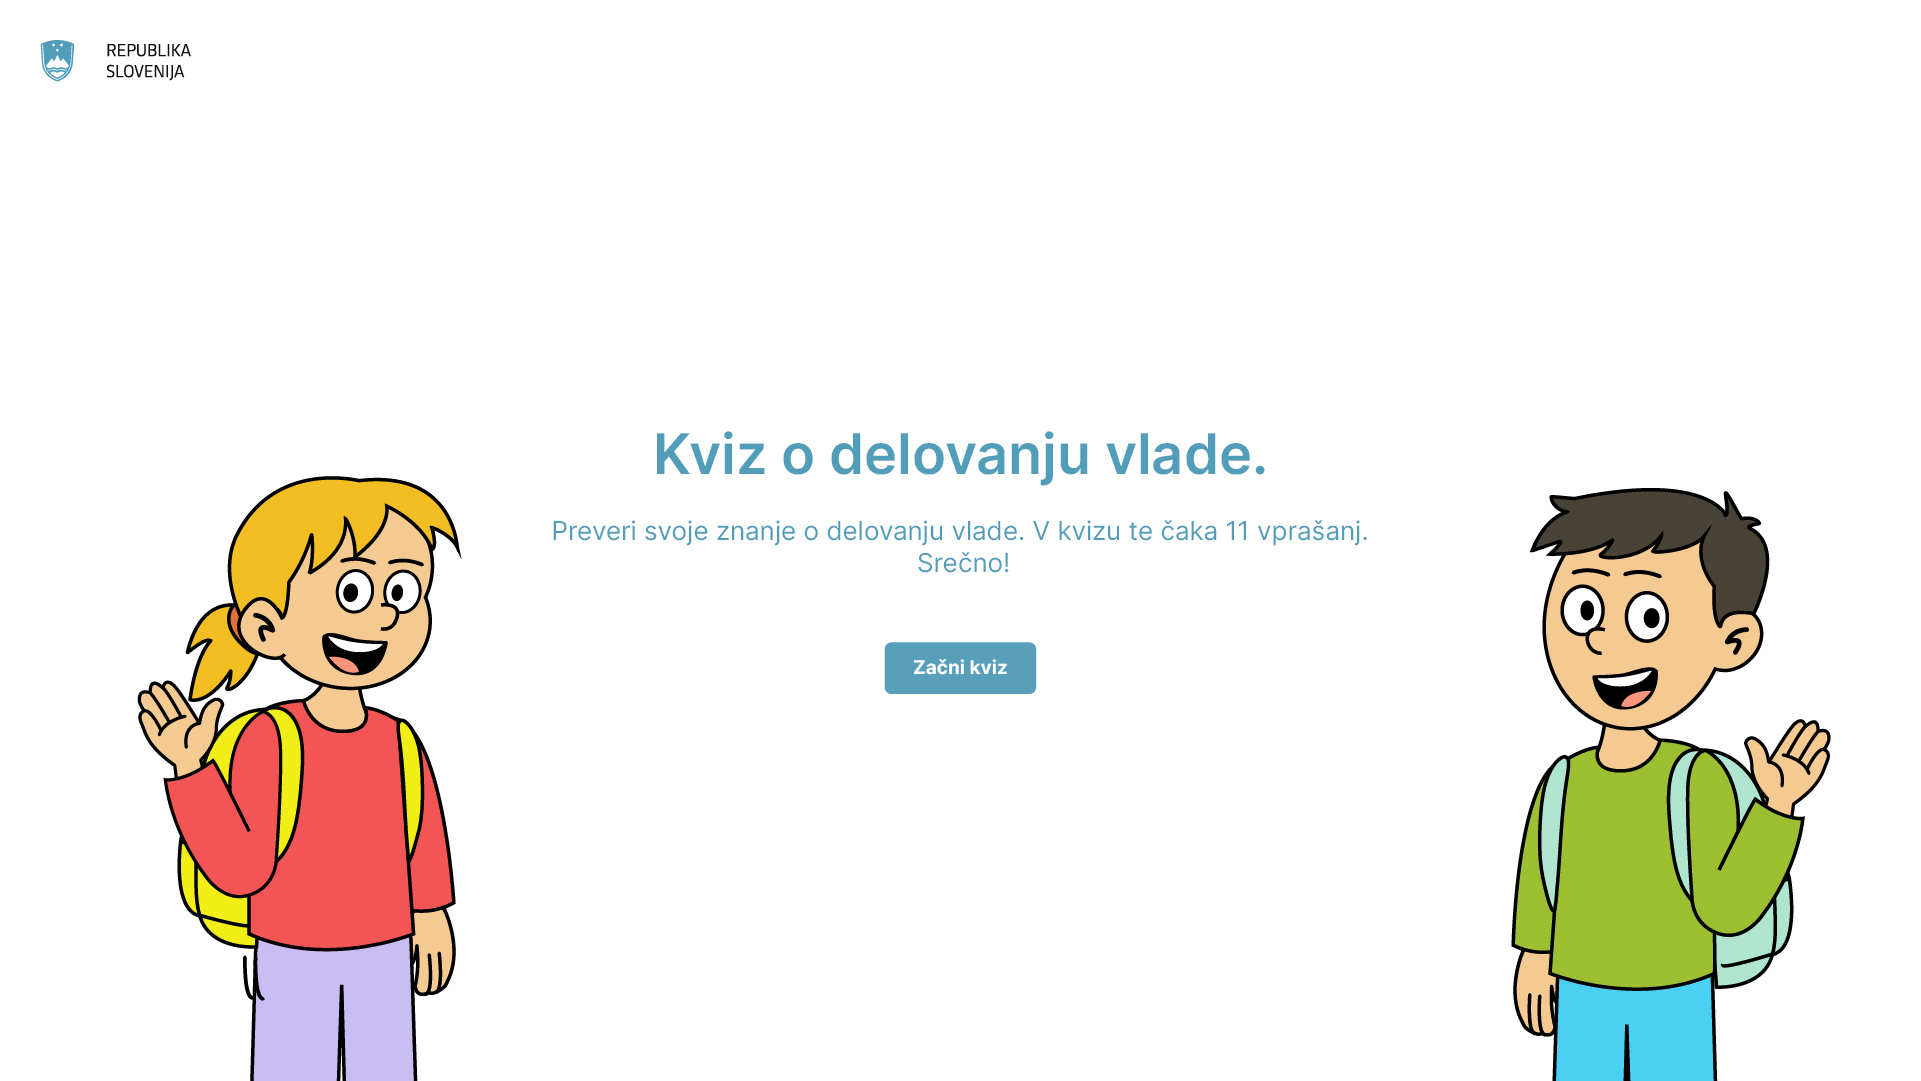 REPUBLIKA
SLOVENIJA
Kviz o delovanju vlade.
Preveri svoje znanje o delovanju vlade. V kvizu te čaka 11 vprašanj.
Srečno!
Začni kviz